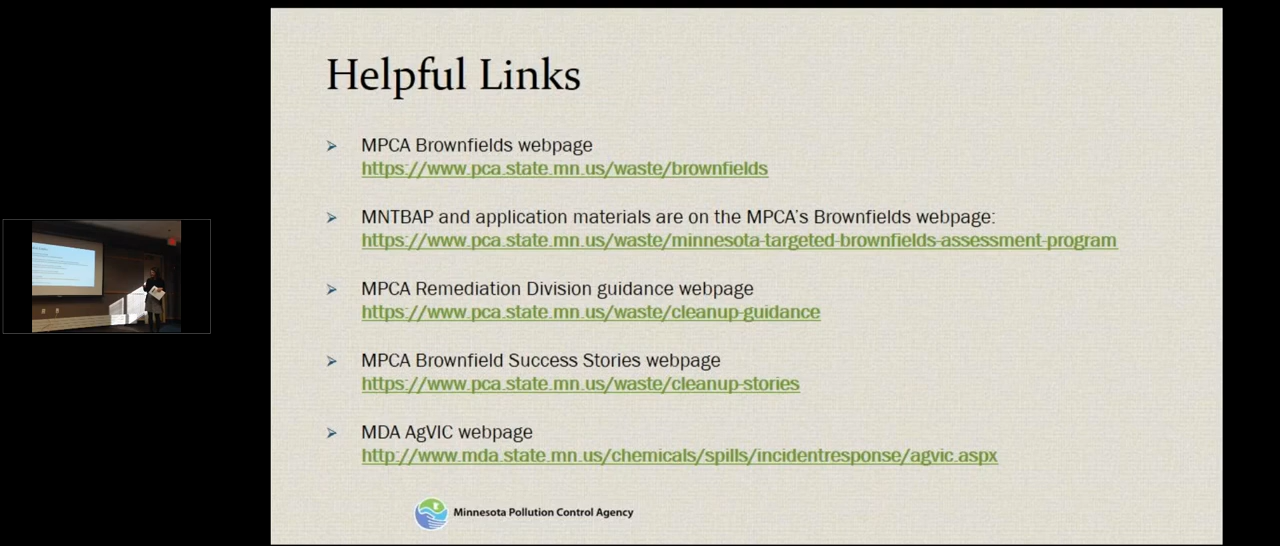 Helpful Links
MPCA Brownfields webpage
https://www.pca.state.mn.us/waste/brownfields
MNTBAP and application materials are on the MPCA's Brownfields webpage:
https://www.pca.state.mn.us/waste/minnesota-targeted-brownfields-assessment-program
MPCA Remediation Division guidance webpage
https://www.pca.state.mn.us/waste/cleanup-guidance
MPCA Brownfield Success Stories webpage
https://www.pca.state.mn.us/waste/cleanup-stories
MDA AgVIC webpage
http://www.mda.state.mn.us/chemicals/spills/incidentresponse/agvic.aspx
Minnesota Pollution Control Agency